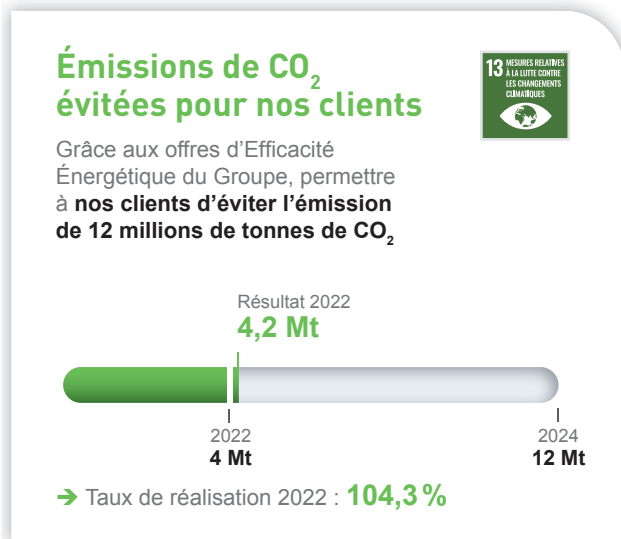 Émissions de CO₂
évitées pour nos clients
13 MESURES RELATIVES
À LA LUTTE CONTRE
LES CHANGEMENTS
CLIMATIQUES
Grâce aux offres d’Efficacité
Énergétique du Groupe, permettre
à nos clients d’éviter l’émission
de 12 millions de tonnes de CO₂
Résultat 2022
4,2 Mt
2022
4 Mt
2024
12 Mt
➔ Taux de réalisation 2022 : 104,3 %